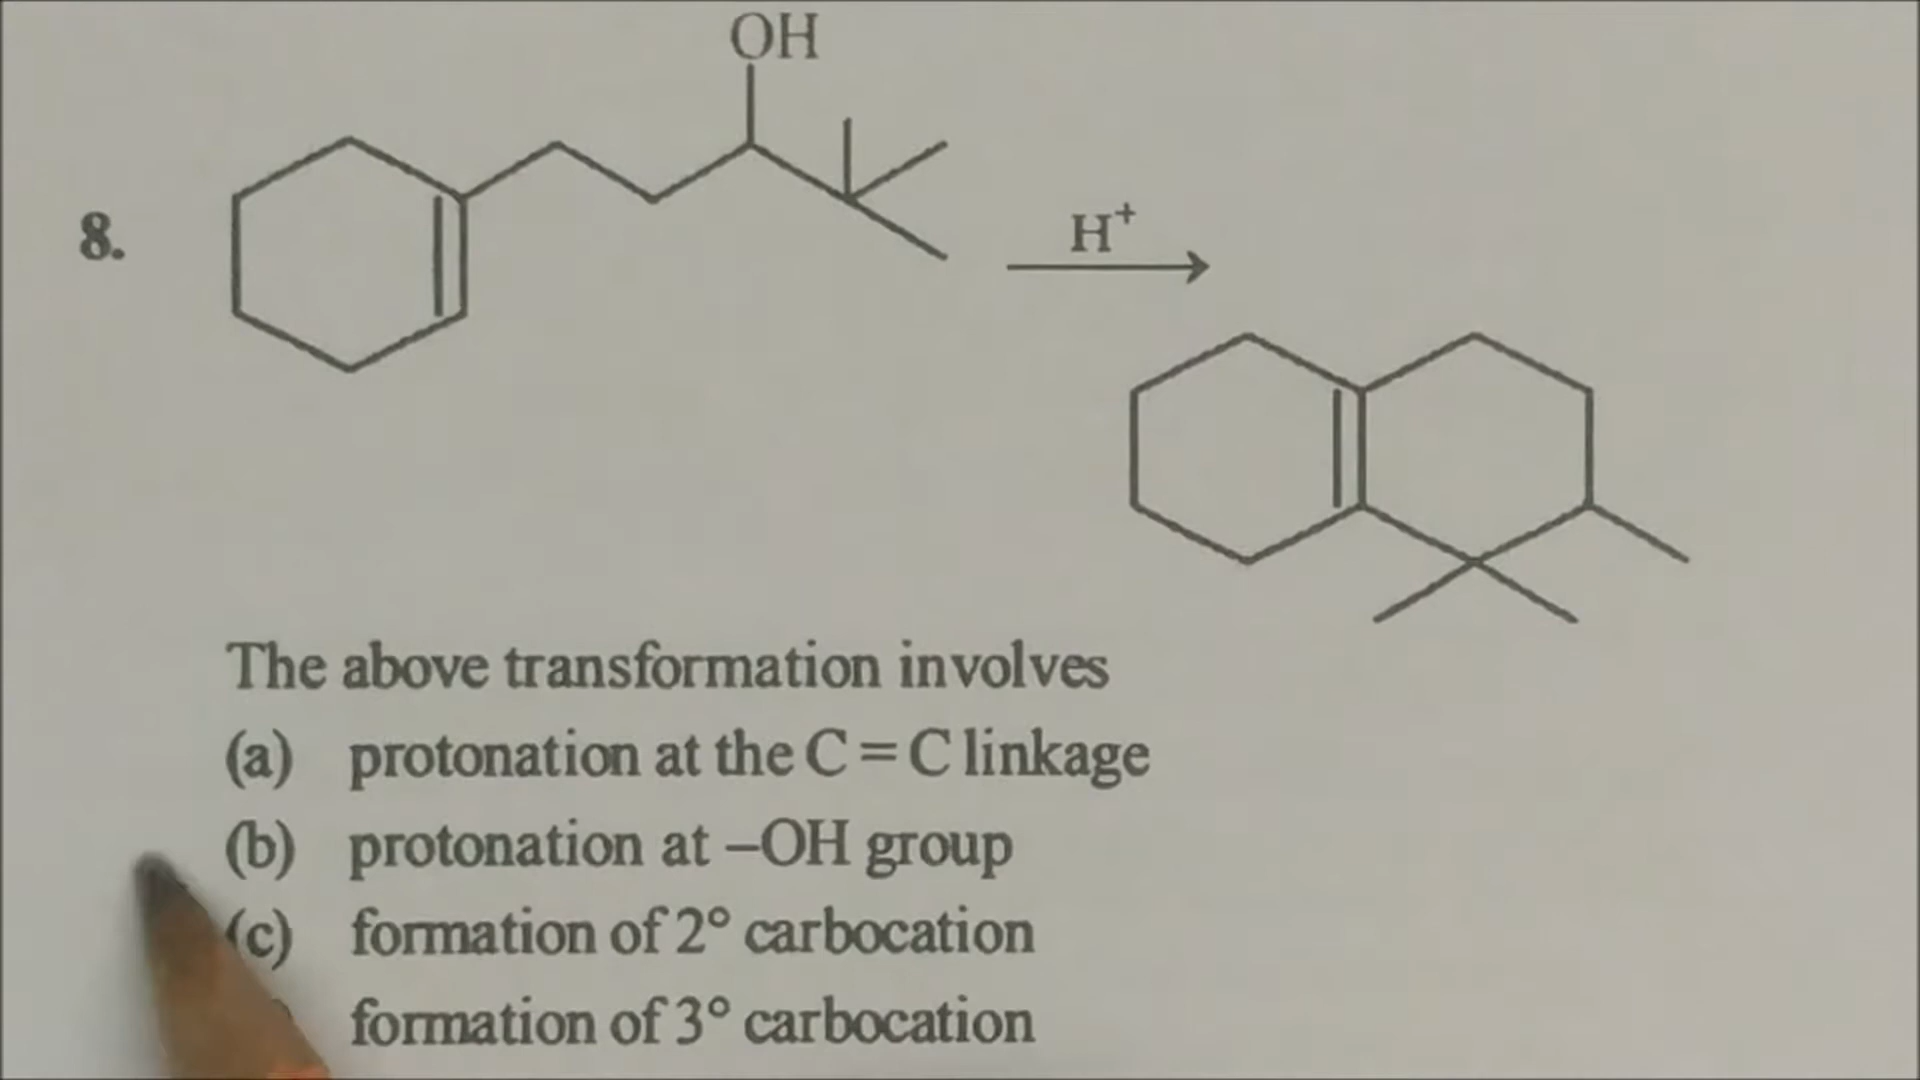 OH
8.
H⁺
The above transformation involves
(a) protonation at the C=C linkage
(b) protonation at –OH group
(c) formation of 2° carbocation
formation of 3° carbocation